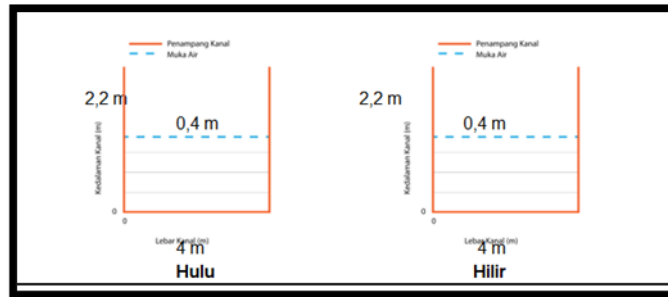 Penampang Kanal
Muka Air
2,2 m
0,4 m
Kedalaman Kanal (m)
0
0
Lebar Kanal (m)
4 m
Hulu
Penampang Kanal
Muka Air
2,2 m
0,4 m
Kedalaman Kanal (m)
0
0
Lebar Kanal (m)
4 m
Hilir